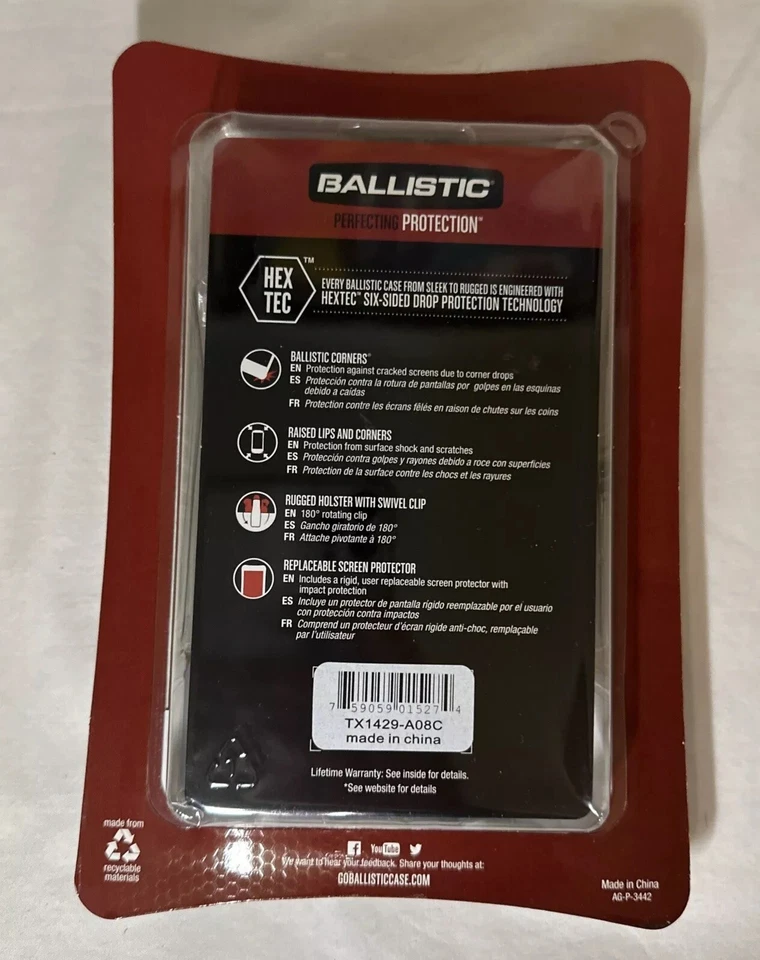 BALLISTIC®
PERFECTING PROTECTION℠
HEX
TEC
™
EVERY BALLISTIC CASE FROM SLEEK TO RUGGED IS ENGINEERED WITH
HEXTEC™ SIX-SIDED DROP PROTECTION TECHNOLOGY
BALLISTIC CORNERS®
EN Protection against cracked screens due to corner drops
ES Protección contra la rotura de pantallas por golpes en las esquinas
debido a caídas
FR Protection contre les écrans fêlés en raison de chutes sur les coins
RAISED LIPS AND CORNERS
EN Protection from surface shock and scratches
ES Protección contra golpes y rayones debido a roce con superficies
FR Protection de la surface contre les chocs et les rayures
RUGGED HOLSTER WITH SWIVEL CLIP
EN 180° rotating clip
ES Gancho giratorio de 180°
FR Attache pivotante à 180°
REPLACEABLE SCREEN PROTECTOR
EN Includes a rigid, user replaceable screen protector with
impact protection
ES Incluye un protector de pantalla rígido reemplazable por el usuario
con protección contra impactos
FR Comprend un protecteur d'écran rigide anti-choc, remplaçable
par l'utilisateur
7 59059 01527 4
TX1429-A08C
made in china
Lifetime Warranty: See inside for details.
*See website for details
1
made from
recyclable
materials
f YouTube
We want to hear your feedback. Share your thoughts at:
GOBALLISTICCASE.COM
Made in China
AG-P-3442